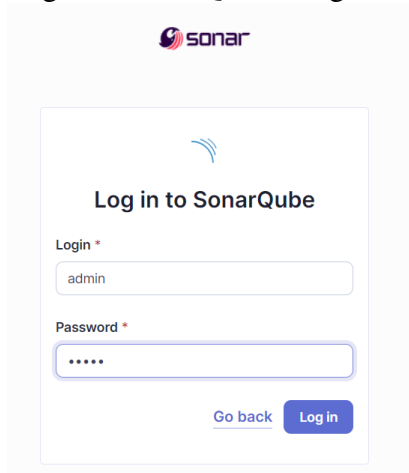 sonar
Log in to SonarQube
Login *
admin
Password *
•••••
Go back Log in